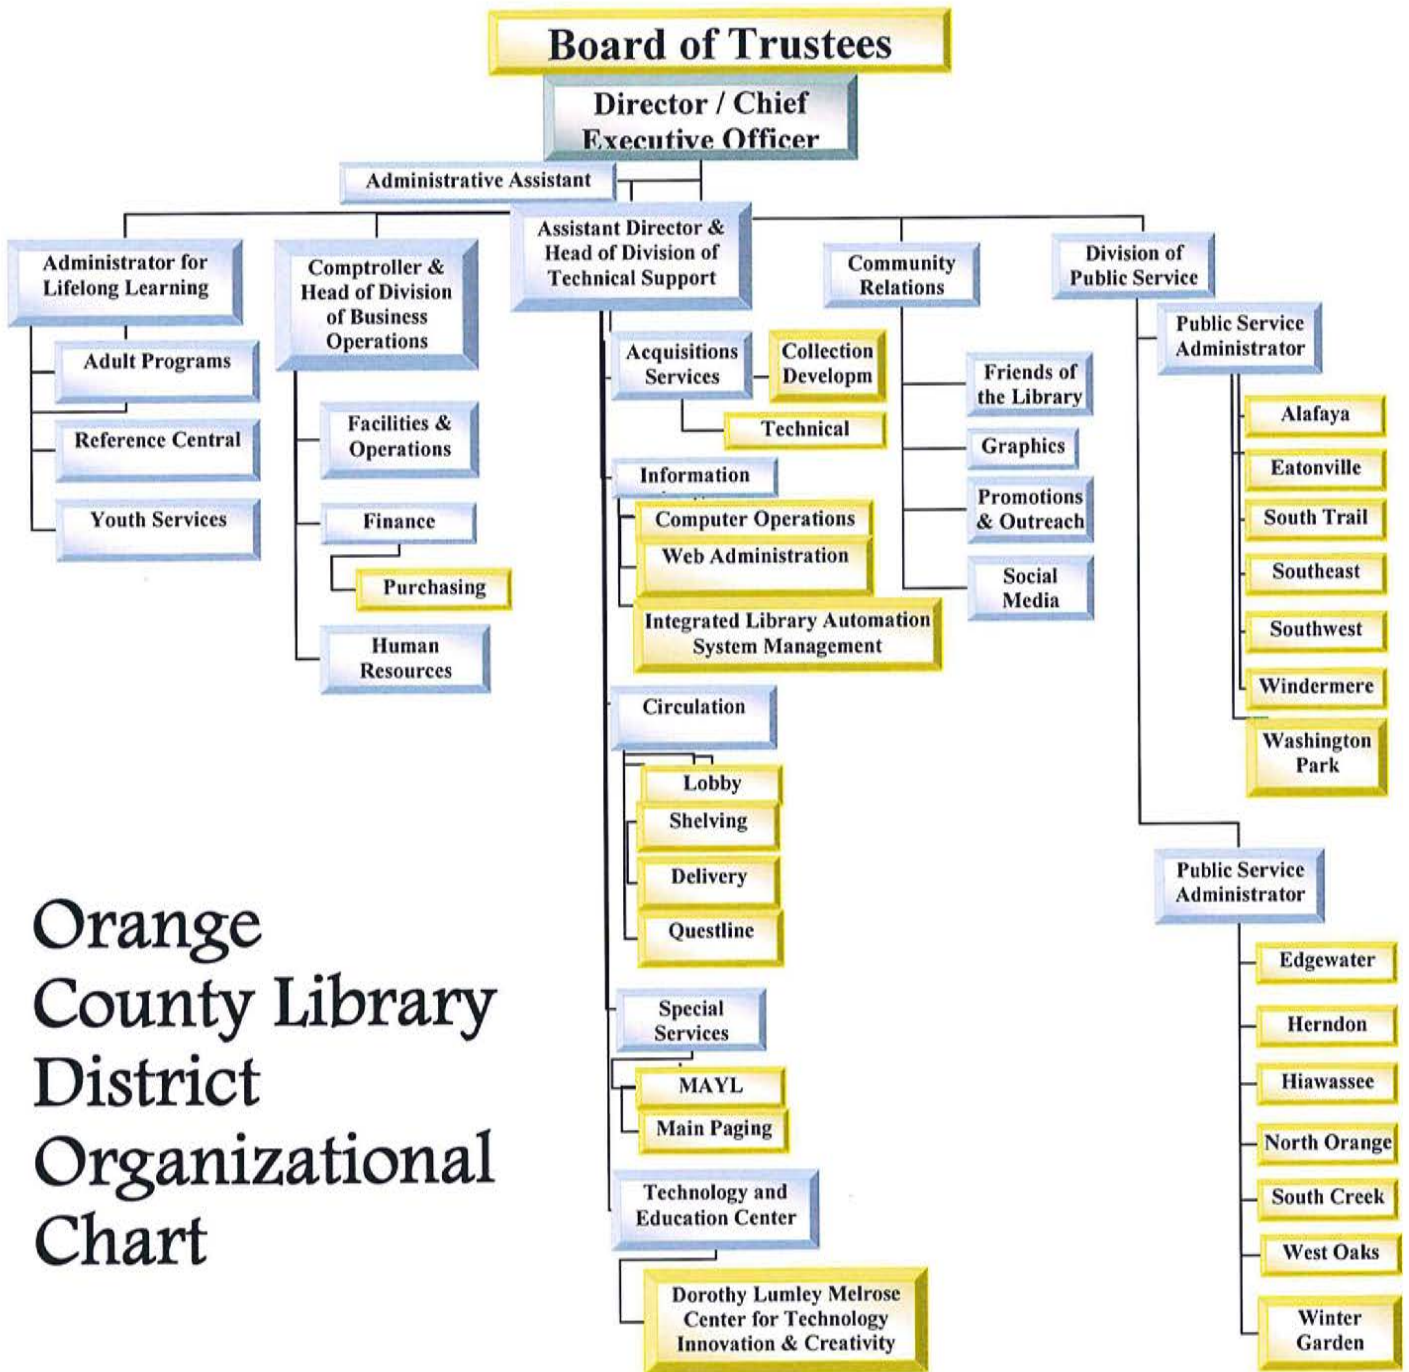 Board of Trustees
Director / Chief
Executive Officer
Administrative Assistant
Administrator for
Lifelong Learning
Adult Programs
Reference Central
Youth Services
Comptroller &
Head of Division
of Business
Operations
Facilities &
Operations
Finance
Purchasing
Human
Resources
Assistant Director &
Head of Division of
Technical Support
Acquisitions
Services
Collection
Developm
Technical
Information
Computer Operations
Web Administration
Integrated Library Automation
System Management
Circulation
Lobby
Shelving
Delivery
Questline
Special
Services
MAYL
Main Paging
Technology and
Education Center
Dorothy Lumley Melrose
Center for Technology
Innovation & Creativity
Community
Relations
Friends of
the Library
Graphics
Promotions
& Outreach
Social
Media
Division of
Public Service
Public Service
Administrator
Alafaya
Eatonville
South Trail
Southeast
Southwest
Windermere
Washington
Park
Public Service
Administrator
Edgewater
Herndon
Hiawassee
North Orange
South Creek
West Oaks
Winter
Garden
Orange
County Library
District
Organizational
Chart